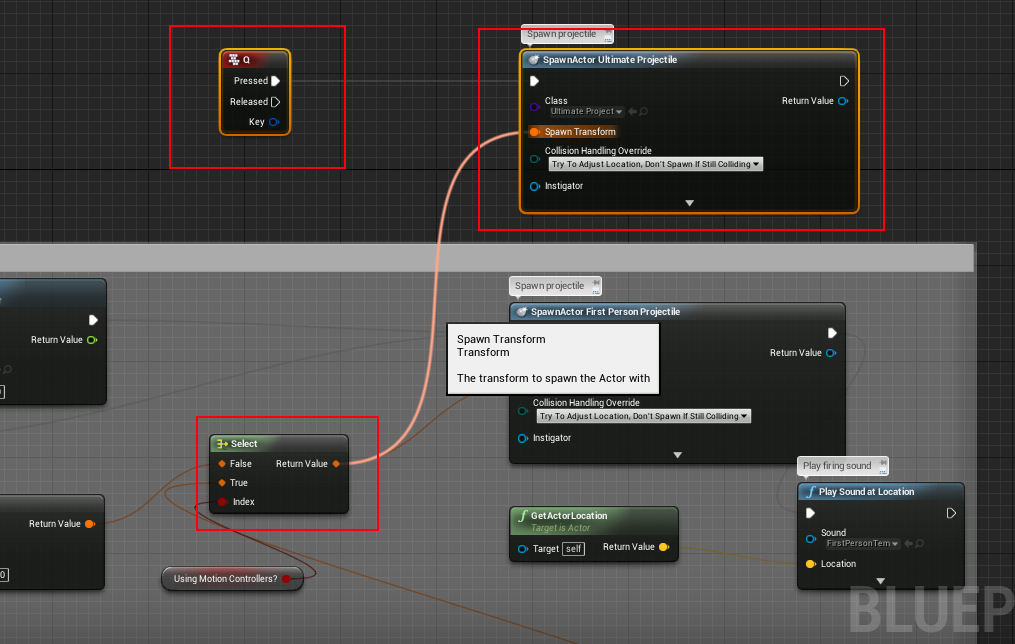 Spawn projectile
Q
Pressed
Released
Key
SpawnActor Ultimate Projectile
Class
Ultimate Project
Return Value
Spawn Transform
Collision Handling Override
Try To Adjust Location, Don't Spawn If Still Colliding
Instigator
Return Value
Spawn projectile
SpawnActor First Person Projectile
Return Value
Spawn Transform
Transform
The transform to spawn the Actor with
Collision Handling Override
Try To Adjust Location, Don't Spawn If Still Colliding
Instigator
Select
False
Return Value
True
Index
Return Value
0
Using Motion Controllers?
GetActorLocation
Target is Actor
Target
self
Return Value
Play firing sound
Play Sound at Location
Sound
FirstPersonTem
Location
BLUEP